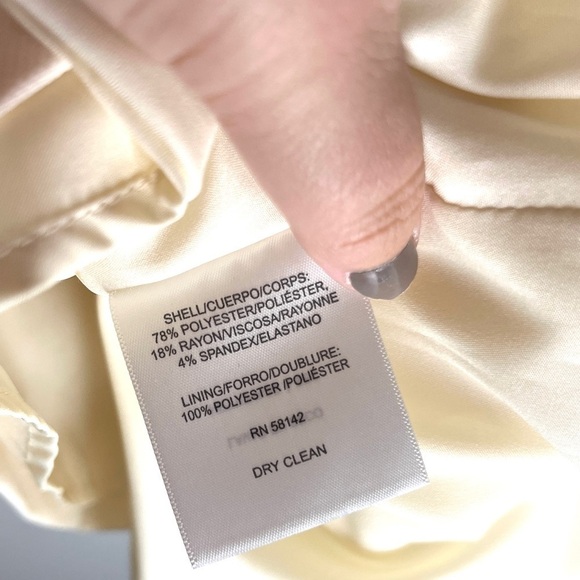 SHELL/CUERPO/CORPS:
78% POLYESTER/POLIÉSTER,
18% RAYON/VISCOSA/RAYONNE
4% SPANDEX/ELASTANO
LINING/FORRO/DOUBLURE:
100% POLYESTER /POLIÉSTER
RN 58142
DRY CLEAN